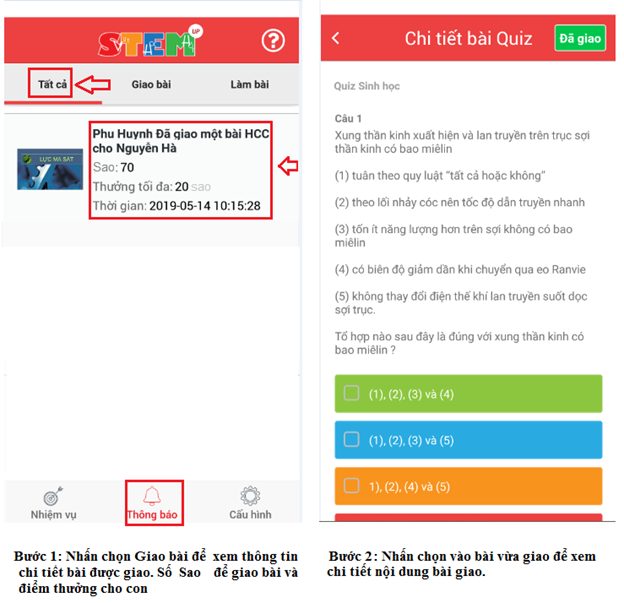 STEM UP
?
Tất cả
Giao bài
Làm bài
Phu Huynh Đã giao một bài HCC
cho Nguyễn Hà
Sao: 70
Thưởng tối đa: 20 sao
Thời gian: 2019-05-14 10:15:28
LỰC MA SÁT
Nhiệm vụ
Thông báo
Cấu hình
Bước 1: Nhấn chọn Giao bài để xem thông tin
chi tiết bài được giao. Số Sao để giao bài và
điểm thưởng cho con
Chi tiết bài Quiz
Đã giao
Quiz Sinh học
Câu 1
Xung thần kinh xuất hiện và lan truyền trên trục sợi
thần kinh có bao miêlin
(1) tuân theo quy luật “tất cả hoặc không”
(2) theo lối nhảy cóc nên tốc độ dẫn truyền nhanh
(3) tốn ít năng lượng hơn trên sợi không có bao
miêlin
(4) có biên độ giảm dần khi chuyển qua eo Ranvie
(5) không thay đổi điện thế khí lan truyền suốt dọc
sợi trục.
Tổ hợp nào sau đây là đúng với xung thần kinh có
bao miêlin ?
(1), (2), (3) và (4)
(1), (2), (3) và (5)
1), (2), (4) và (5)
Bước 2: Nhấn chọn vào bài vừa giao để xem
chi tiết nội dung bài giao.